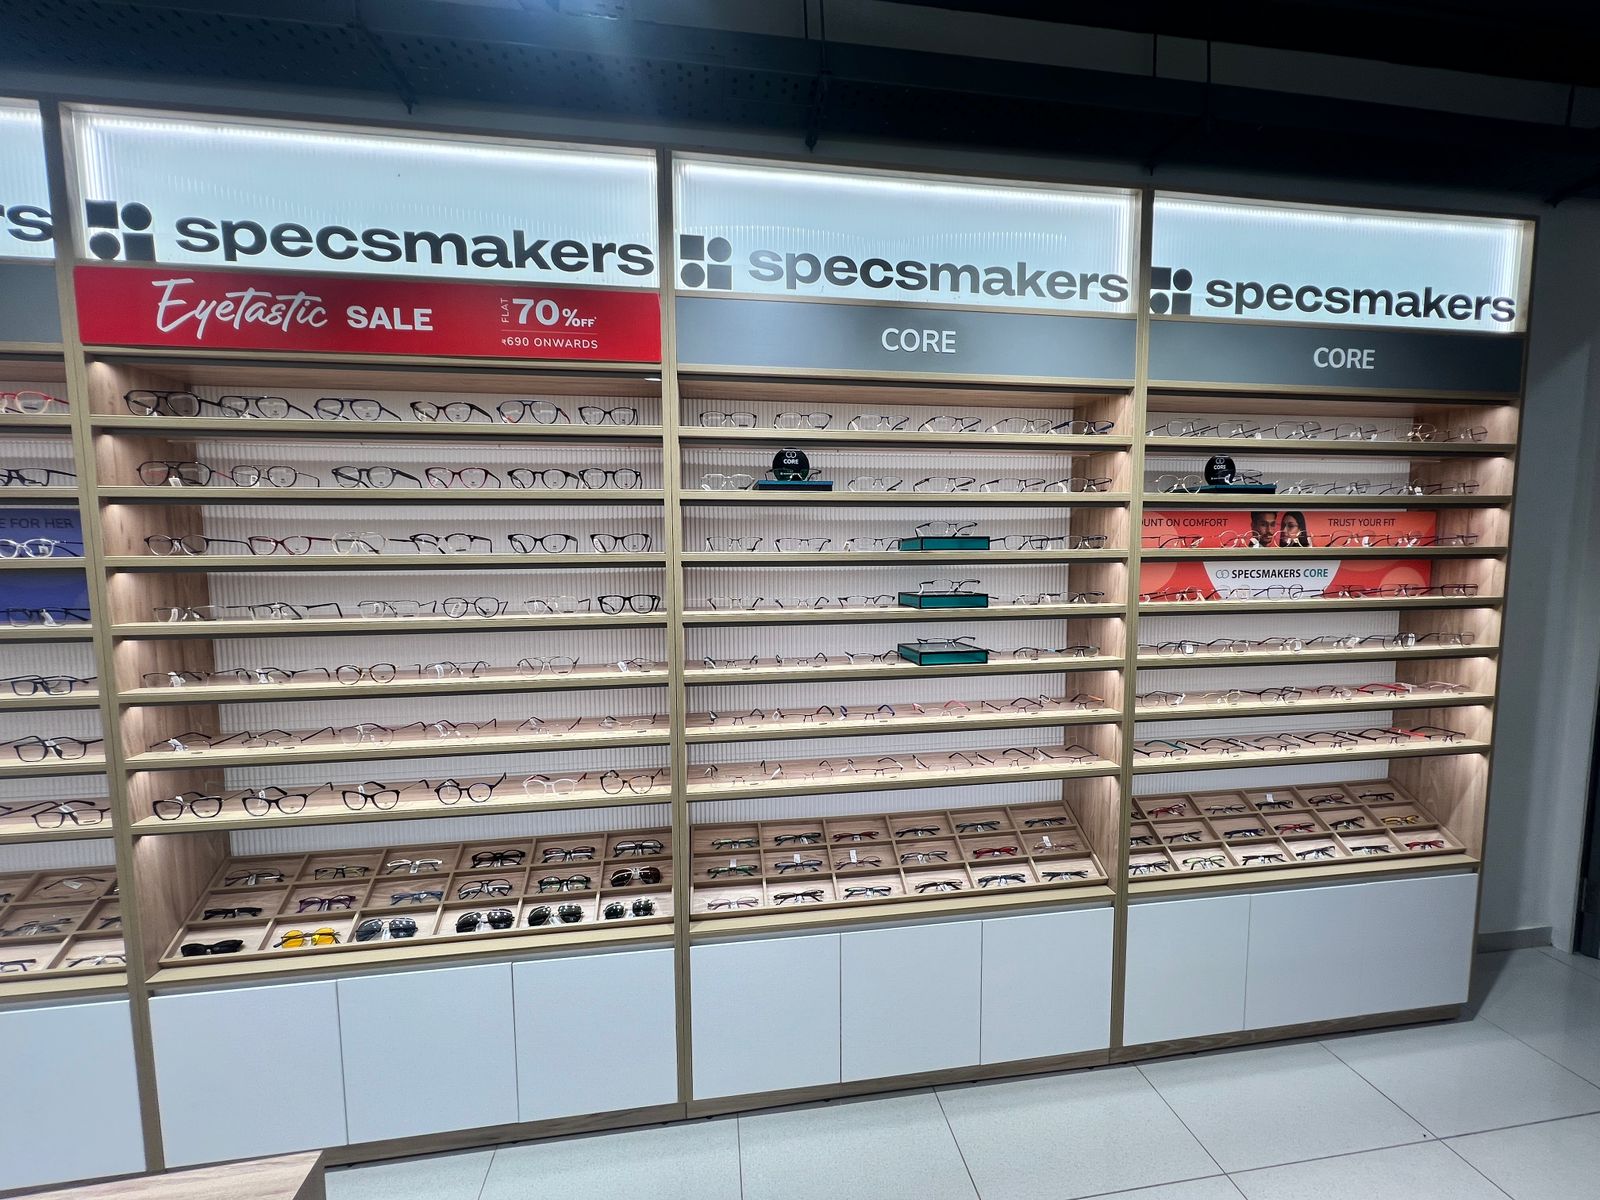 rs
specsmakers
specsmakers
specsmakers
Eyetastic SALE
FLAT 70% OFF*
₹690 ONWARDS
CORE
CORE
CORE
CORE
E FOR HER
OUNT ON COMFORT
TRUST YOUR FIT
SPECSMAKERS CORE